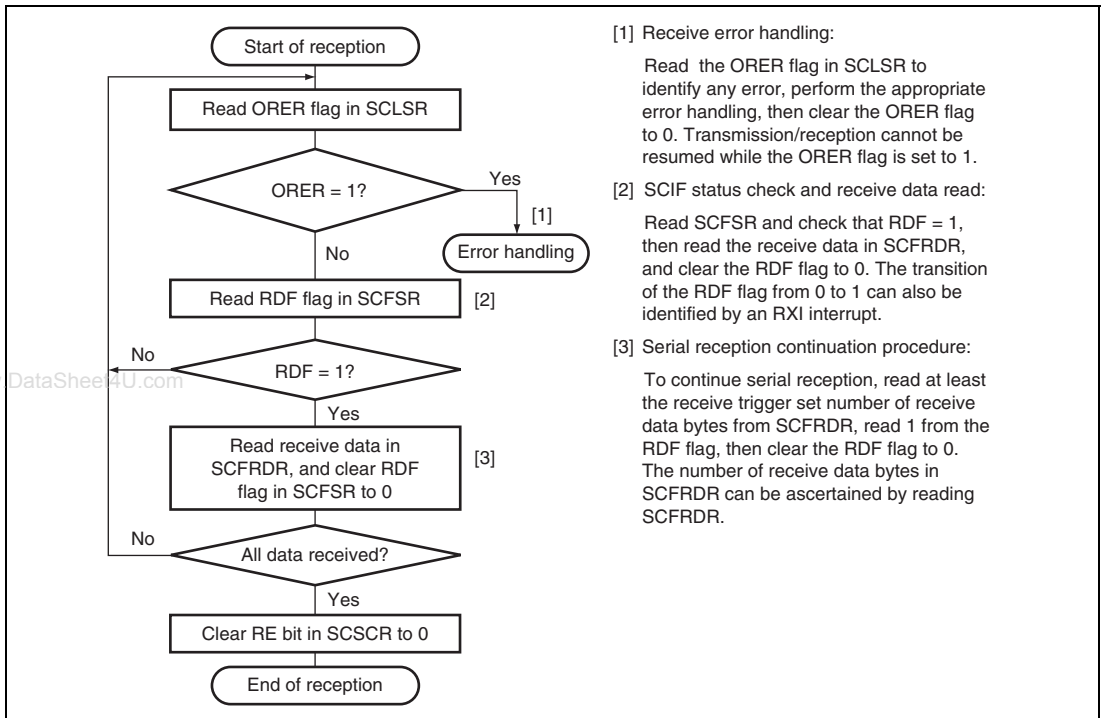 Start of reception
Read ORER flag in SCLSR
ORER = 1?
Yes
[1]
Error handling
No
Read RDF flag in SCFSR
[2]
No
RDF = 1?
DataSheet4U.com
Yes
Read receive data in
SCFRDR, and clear RDF
flag in SCFSR to 0
[3]
No
All data received?
Yes
Clear RE bit in SCSCR to 0
End of reception
[1] Receive error handling:
Read the ORER flag in SCLSR to
identify any error, perform the appropriate
error handling, then clear the ORER flag
to 0. Transmission/reception cannot be
resumed while the ORER flag is set to 1.
[2] SCIF status check and receive data read:
Read SCFSR and check that RDF = 1,
then read the receive data in SCFRDR,
and clear the RDF flag to 0. The transition
of the RDF flag from 0 to 1 can also be
identified by an RXI interrupt.
[3] Serial reception continuation procedure:
To continue serial reception, read at least
the receive trigger set number of receive
data bytes from SCFRDR, read 1 from the
RDF flag, then clear the RDF flag to 0.
The number of receive data bytes in
SCFRDR can be ascertained by reading
SCFRDR.